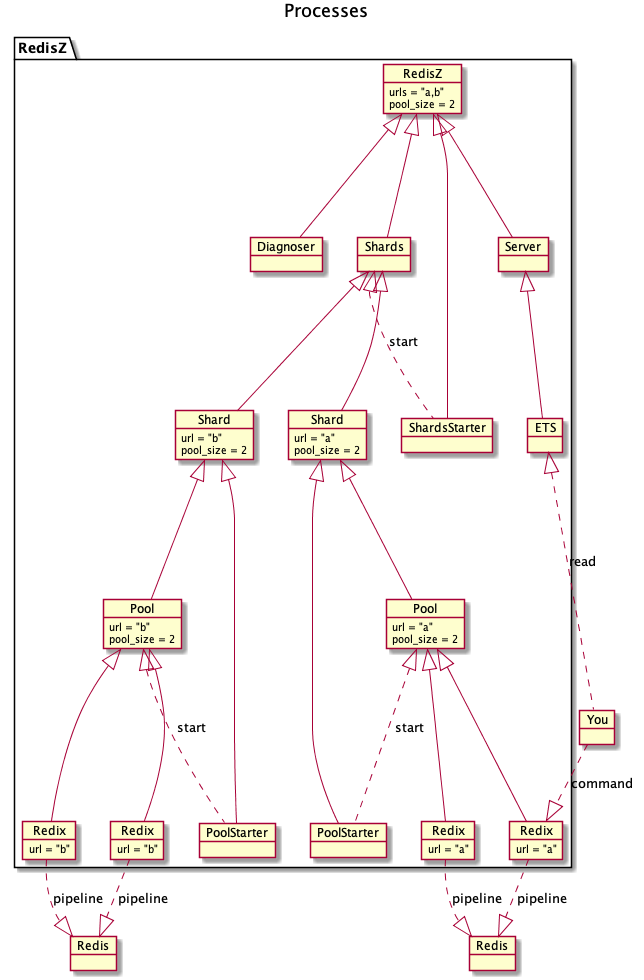 Processes
RedisZ
RedisZ
urls = "a,b"
pool_size = 2
Diagnoser
Shards
Server
start
Shard
url = "b"
pool_size = 2
Shard
url = "a"
pool_size = 2
ShardsStarter
ETS
read
Pool
url = "b"
pool_size = 2
Pool
url = "a"
pool_size = 2
start
start
You
command
Redix
url = "b"
Redix
url = "b"
PoolStarter
PoolStarter
Redix
url = "a"
Redix
url = "a"
pipeline
pipeline
pipeline
pipeline
Redis
Redis